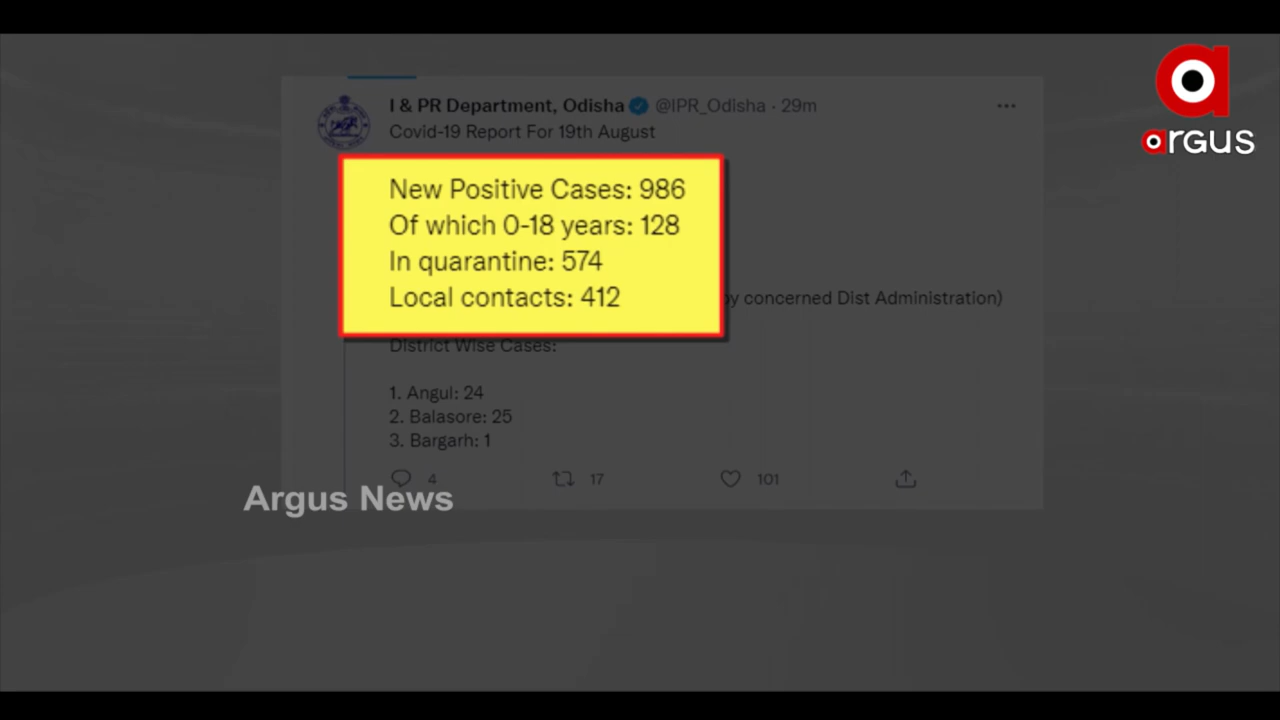 I & PR Department, Odisha @IPR_Odisha · 29m
Covid-19 Report For 19th August
New Positive Cases: 986
Of which 0-18 years: 128
In quarantine: 574
Local contacts: 412
by concerned Dist Administration)
District Wise Cases:
1. Angul: 24
2. Balasore: 25
3. Bargarh: 1
4 17 101
Argus News
argus